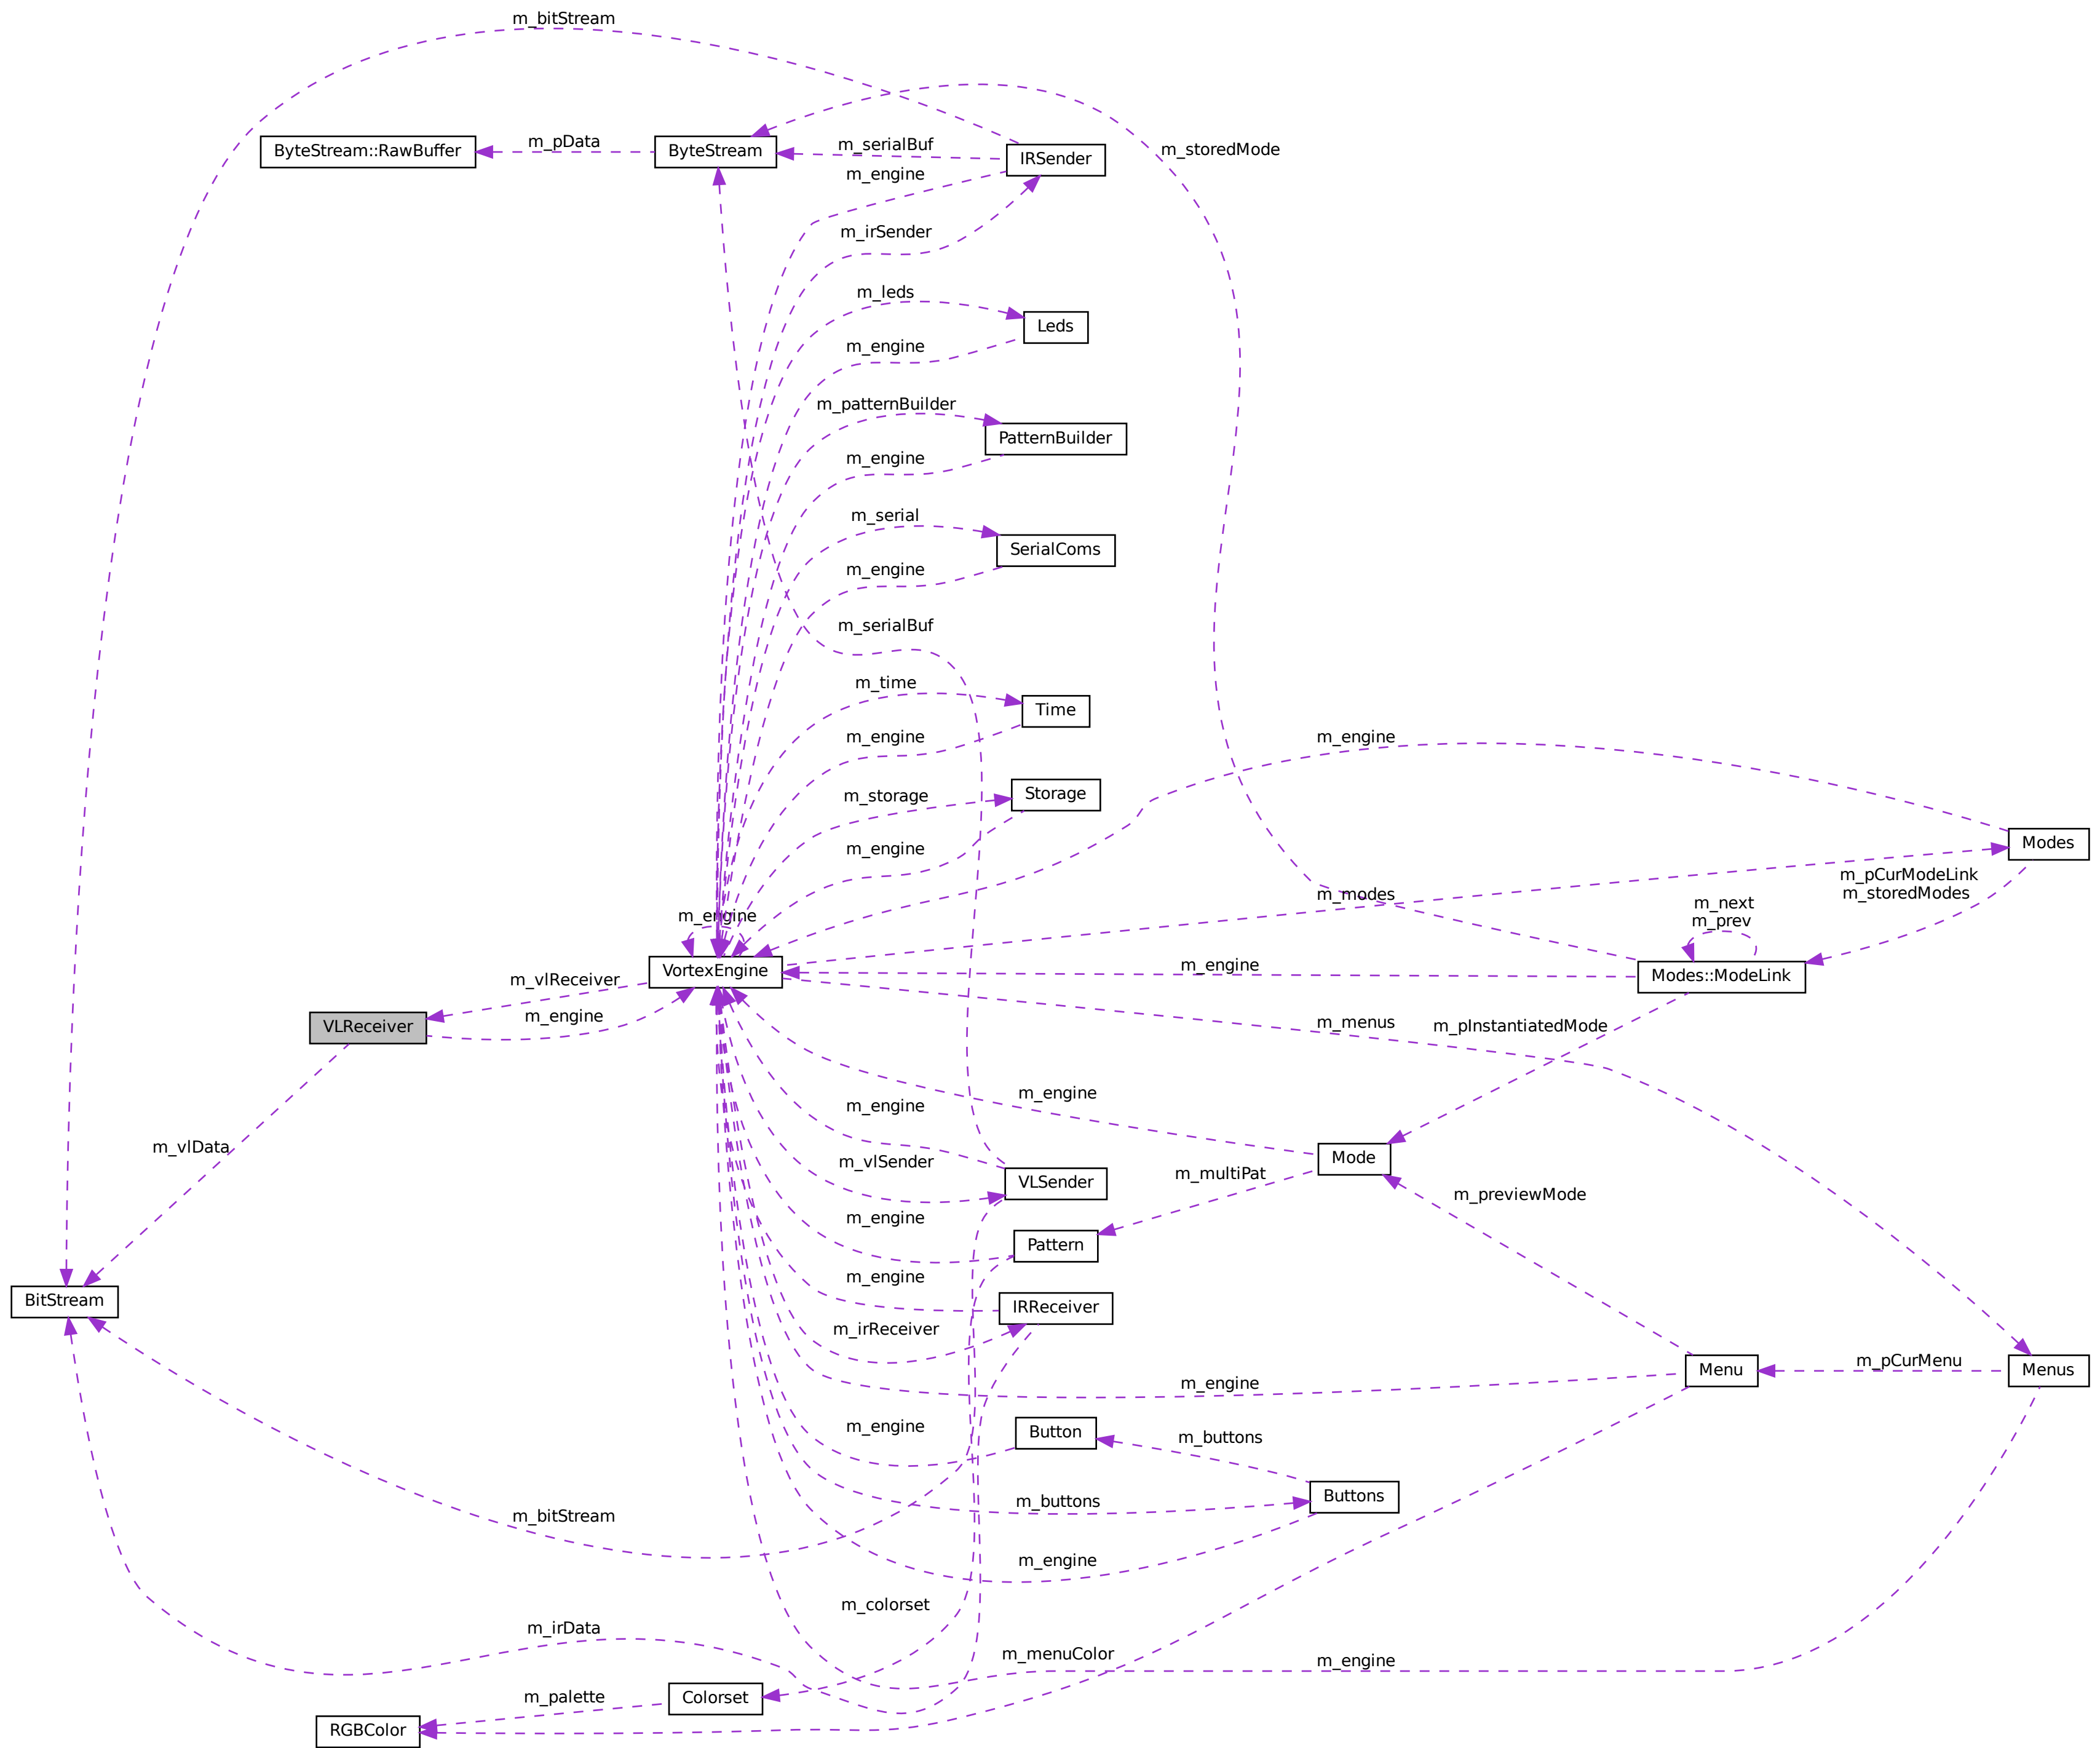 m_bitStream
ByteStream::RawBuffer
m_pData
ByteStream
m_serialBuf
IRSender
m_storedMode
m_engine
m_irSender
m_leds
Leds
m_engine
m_patternBuilder
PatternBuilder
m_engine
m_serial
SerialComs
m_engine
m_serialBuf
m_time
Time
m_engine
m_engine
m_storage
Storage
m_engine
Modes
m_pCurModeLink
m_storedModes
m_modes
m_next
m_prev
m_engine
VortexEngine
m_engine
Modes::ModeLink
m_vlReceiver
m_engine
VLReceiver
m_menus
m_pInstantiatedMode
m_engine
m_engine
m_vlData
Mode
m_vlSender
VLSender
m_multiPat
m_previewMode
m_engine
Pattern
m_engine
BitStream
IRReceiver
m_irReceiver
m_pCurMenu
Menu
Menus
m_engine
m_engine
Button
m_buttons
Buttons
m_buttons
m_bitStream
m_engine
m_colorset
m_irData
m_menuColor
m_engine
m_palette
Colorset
RGBColor